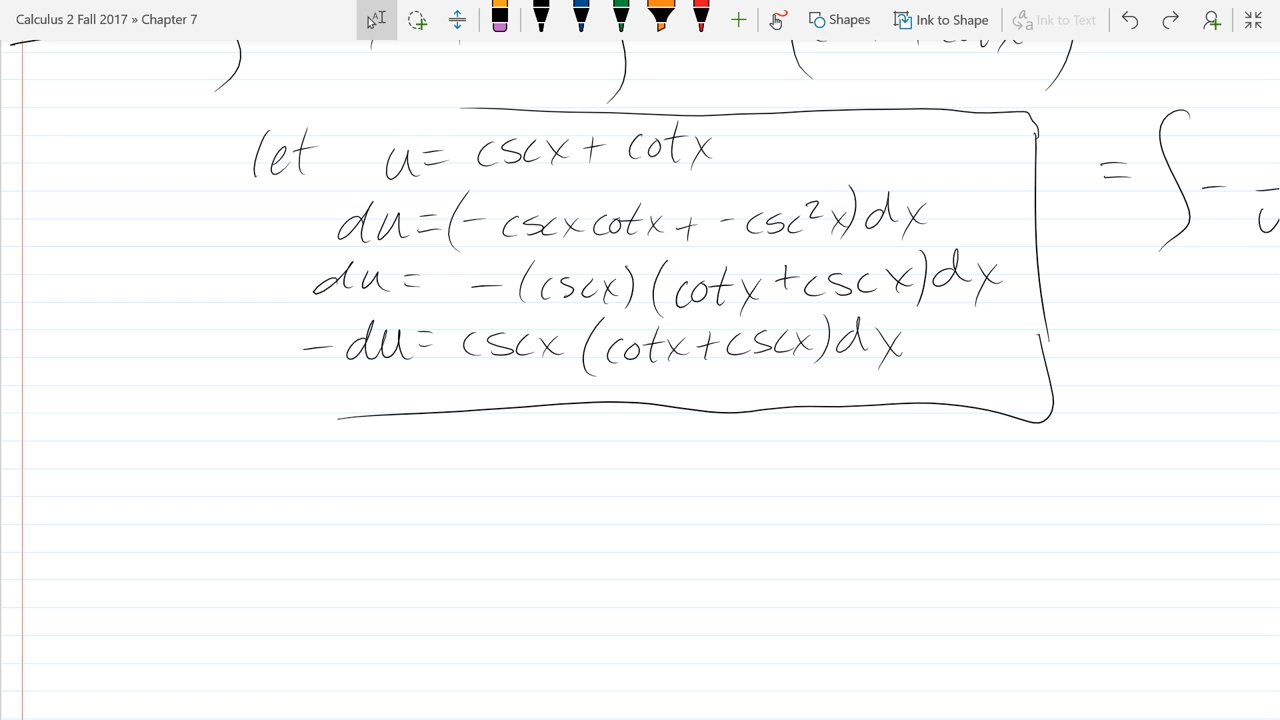 Calculus 2 Fall 2017 » Chapter 7
Shapes
Ink to Shape
Ink to Text
let u= cscx + cotx
du=(- cscx cotx + -csc²x)dx
du= -(cscx)(cotx+cscx)dx
-du= cscx (cotx+cscx)dx
= ∫ -